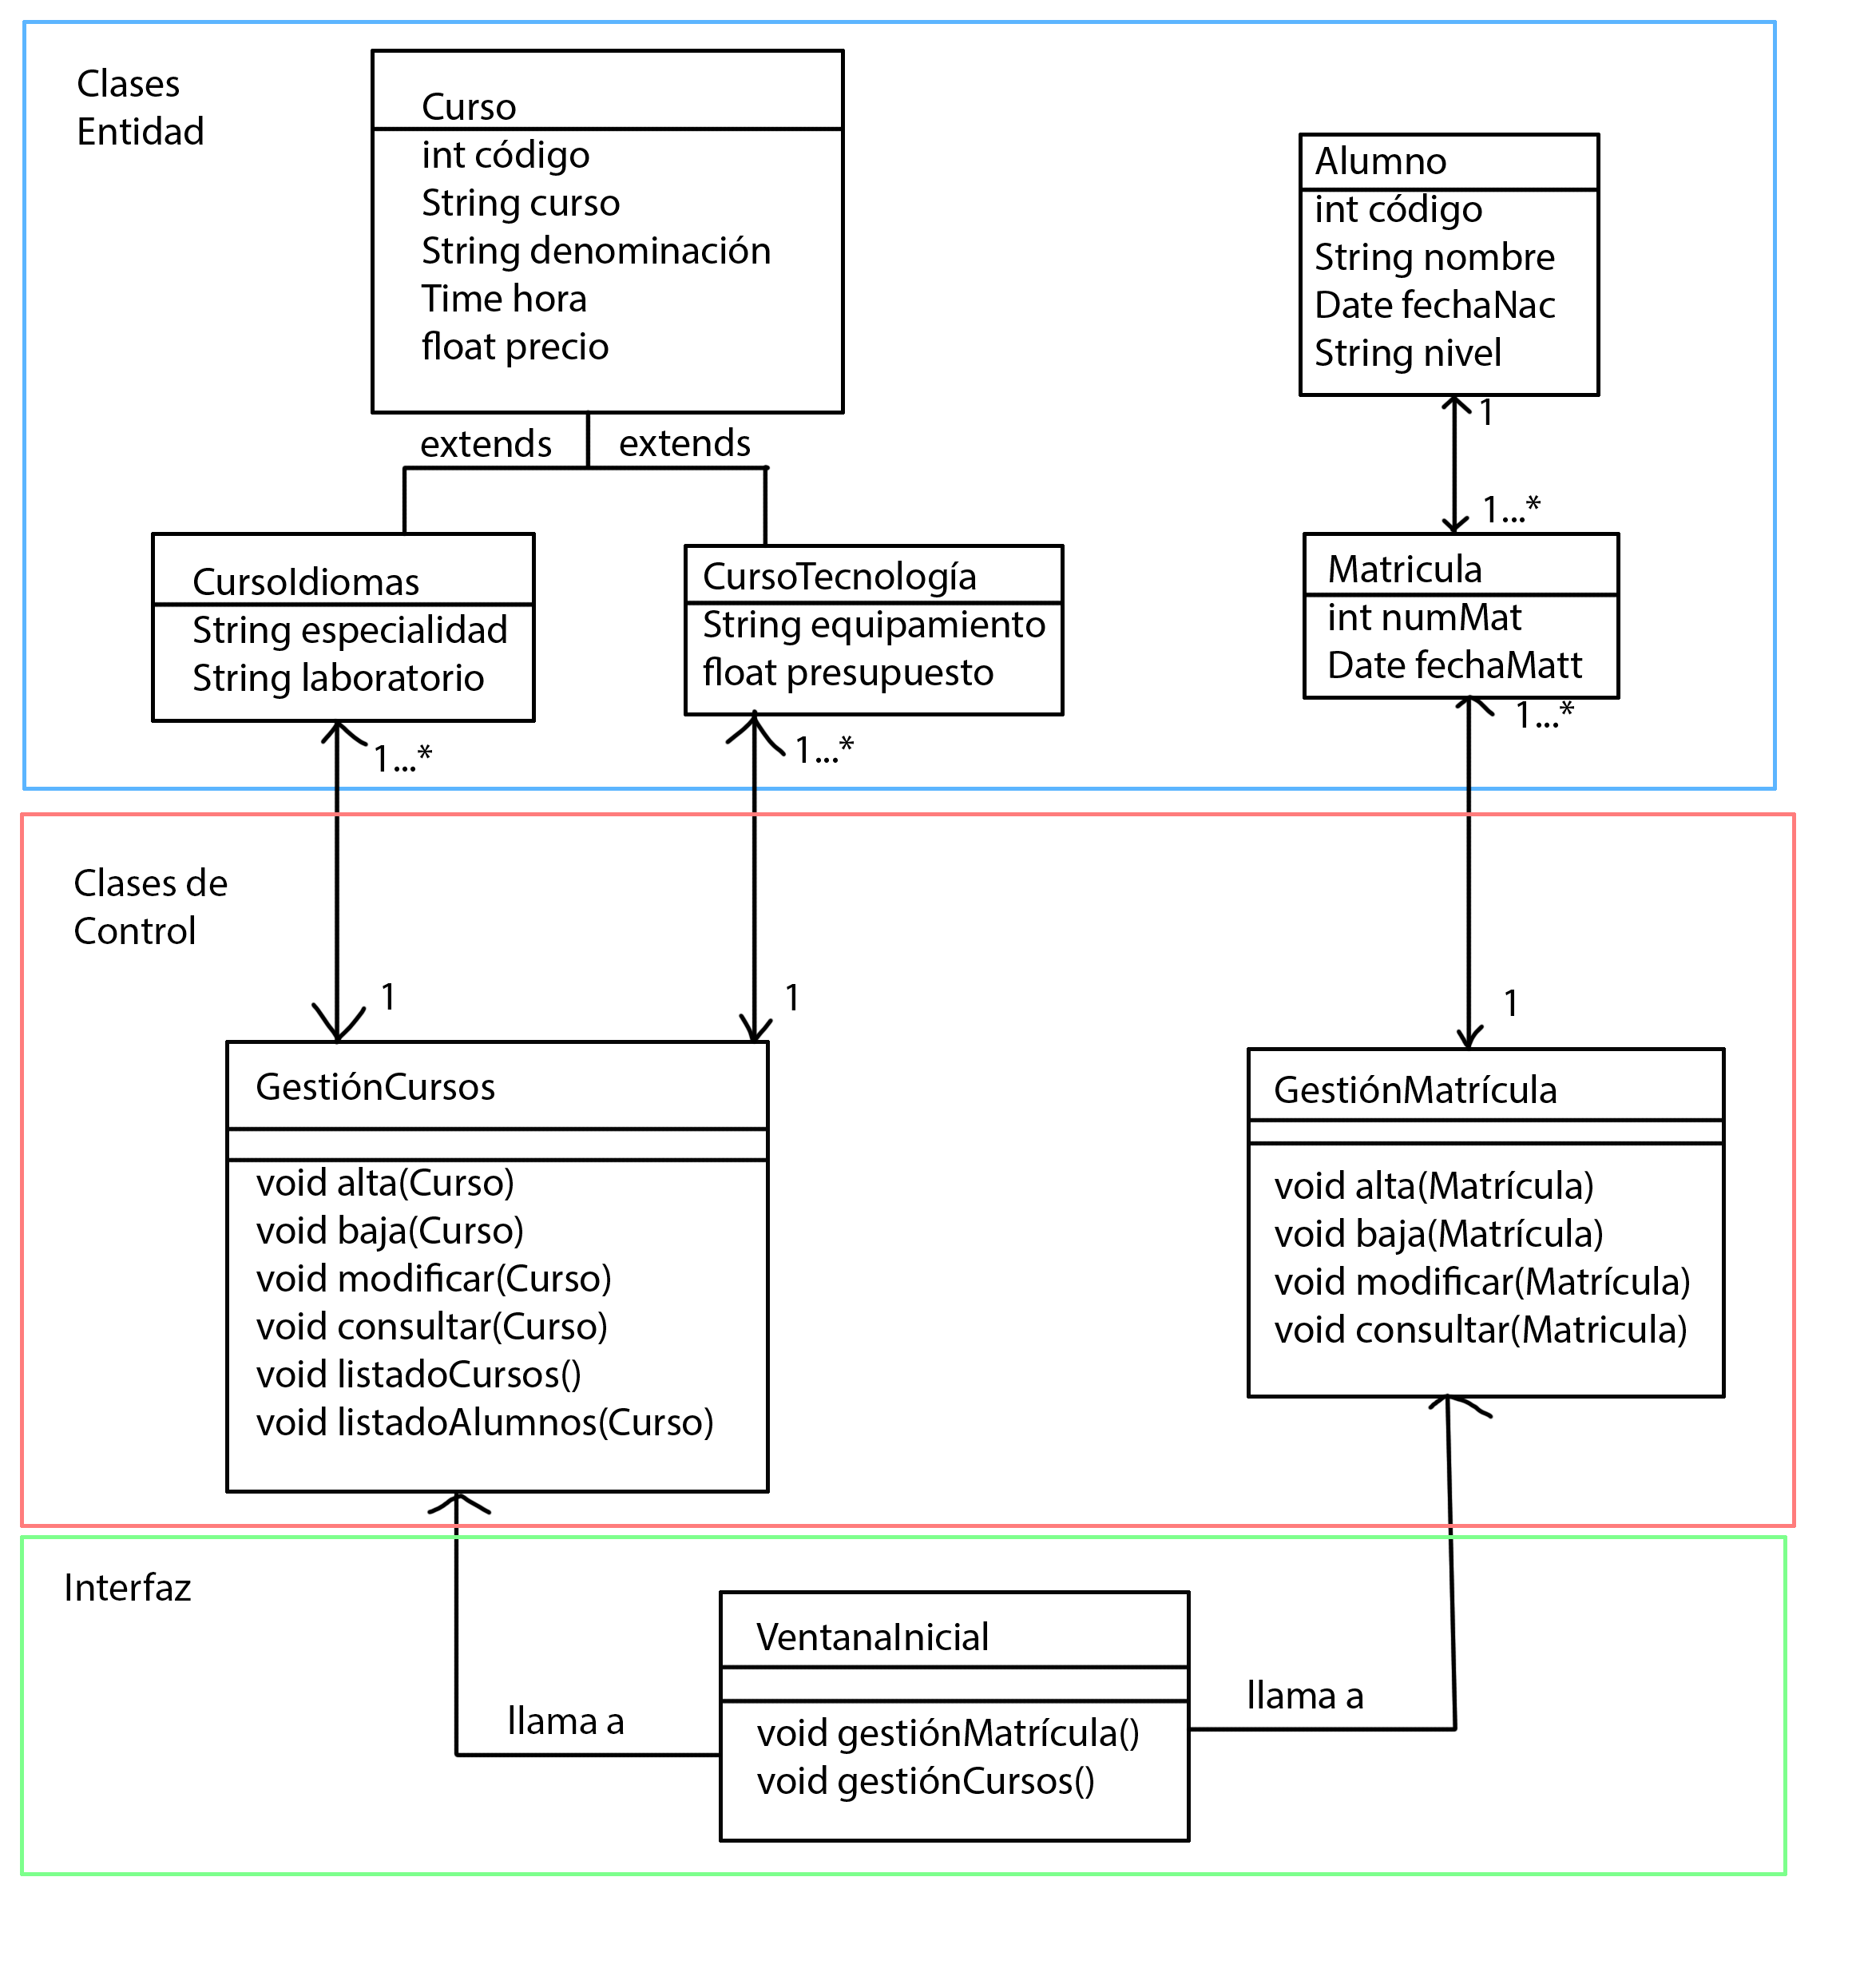 Clases
Entidad
Curso
int código
String curso
String denominación
Time hora
float precio
Alumno
int código
String nombre
Date fechaNac
String nivel
extends
extends
1
1...*
CursoIdiomas
String especialidad
String laboratorio
CursoTecnología
String equipamiento
float presupuesto
Matricula
int numMat
Date fechaMatt
1...*
1...*
1...*
Clases de
Control
1
1
1
GestiónCursos
void alta(Curso)
void baja(Curso)
void modificar(Curso)
void consultar(Curso)
void listadoCursos()
void listadoAlumnos(Curso)
GestiónMatrícula
void alta(Matrícula)
void baja(Matrícula)
void modificar(Matrícula)
void consultar(Matricula)
Interfaz
VentanaInicial
void gestiónMatrícula()
void gestiónCursos()
llama a
llama a